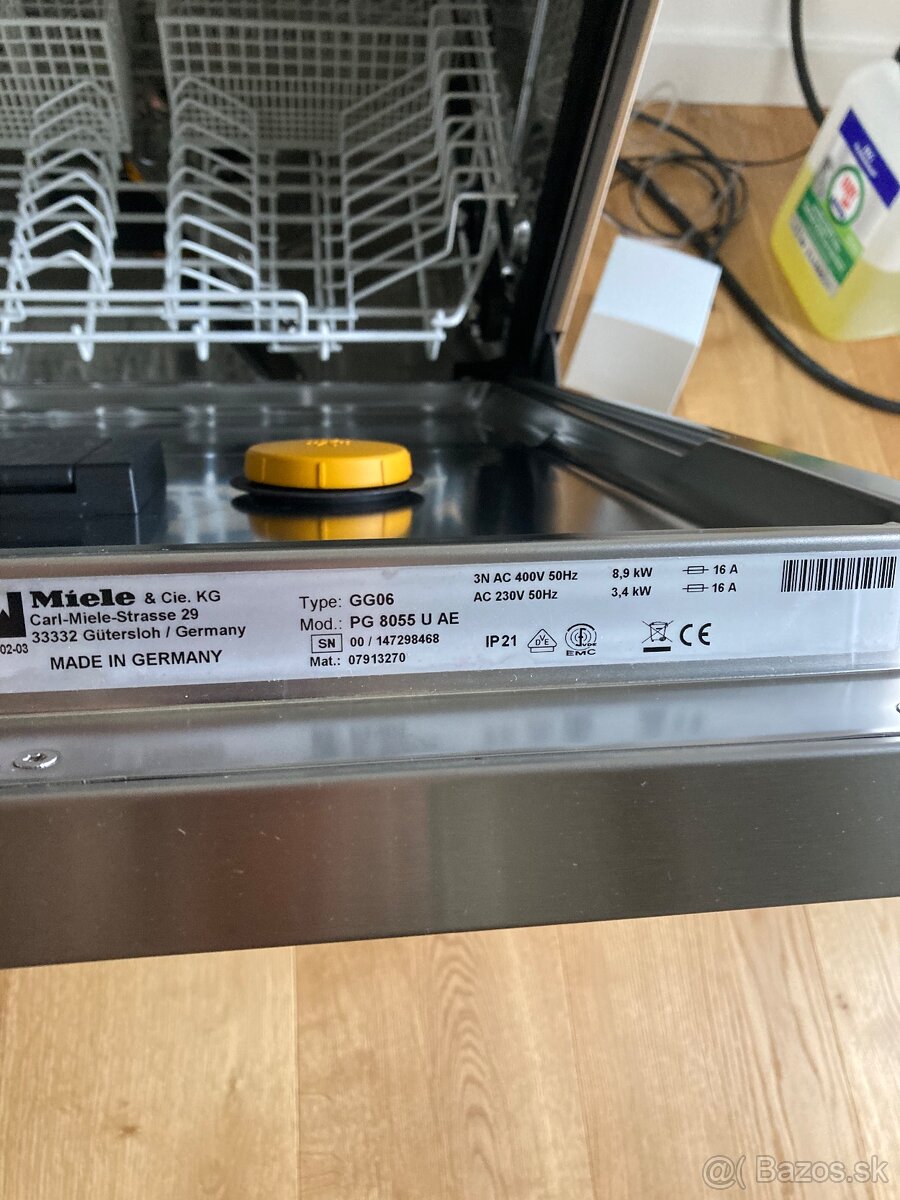 Miele & Cie. KG
Carl-Miele-Strasse 29
33332 Gütersloh / Germany
02-03
MADE IN GERMANY
Type: GG06
Mod.: PG 8055 U AE
SN 00 / 147298468
Mat.: 07913270
3N AC 400V 50Hz 8,9 kW 16 A
AC 230V 50Hz 3,4 kW 16 A
IP21 VDE VDE EMC CE
@( Bazos.sk